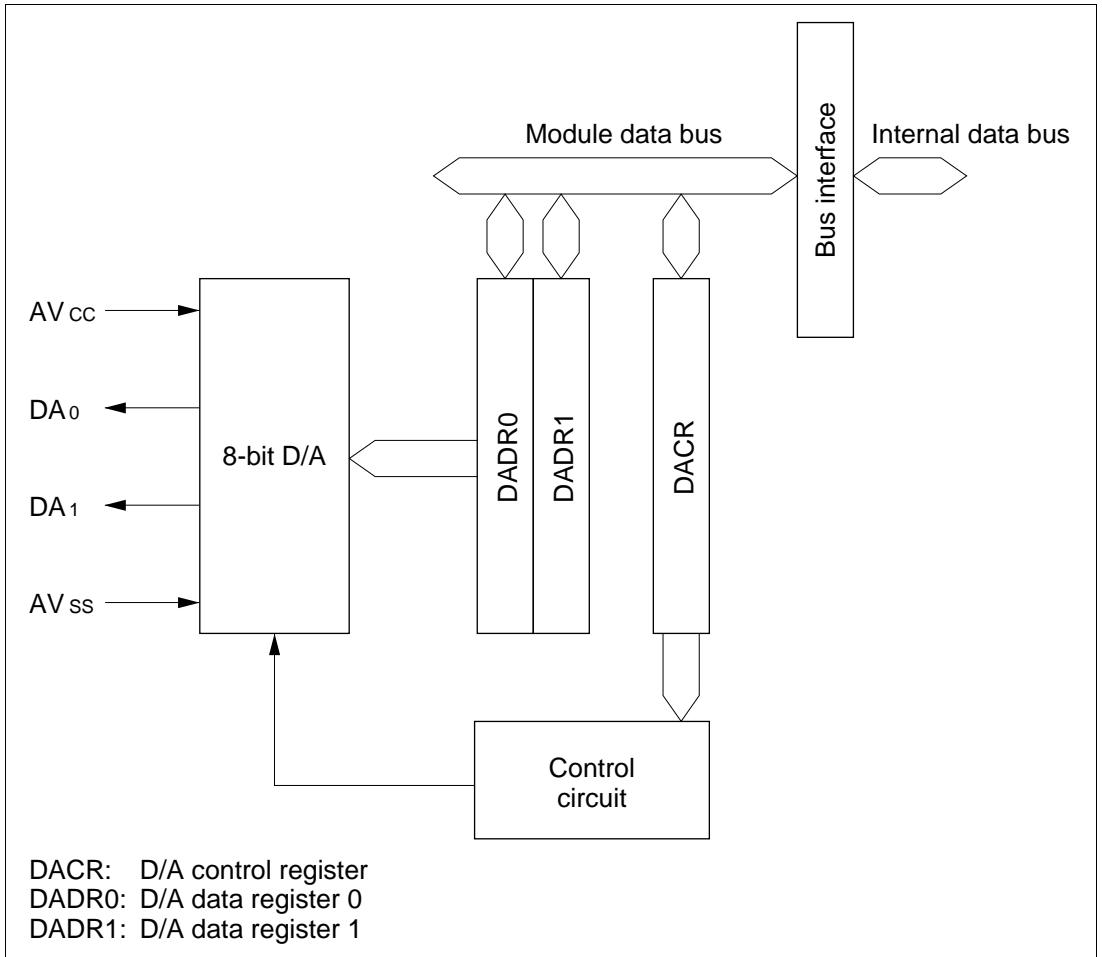 Module data bus
Internal data bus
Bus interface
AVCC
DA0
8-bit D/A
DA1
AVSS
DADR0
DADR1
DACR
Control
circuit
DACR: D/A control register
DADR0: D/A data register 0
DADR1: D/A data register 1